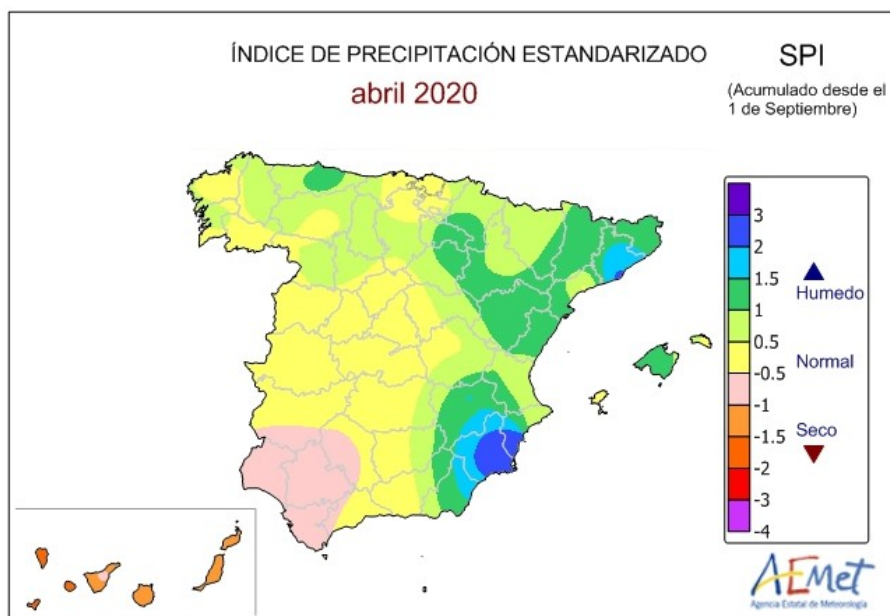 ÍNDICE DE PRECIPITACIÓN ESTANDARIZADO
abril 2020
SPI
(Acumulado desde el
1 de Septiembre)
3
2
1.5
1
0.5
-0.5
-1
-1.5
-2
-3
-4
Humedo
Normal
Seco
AEMet
Agencia Estatal de Meteorología